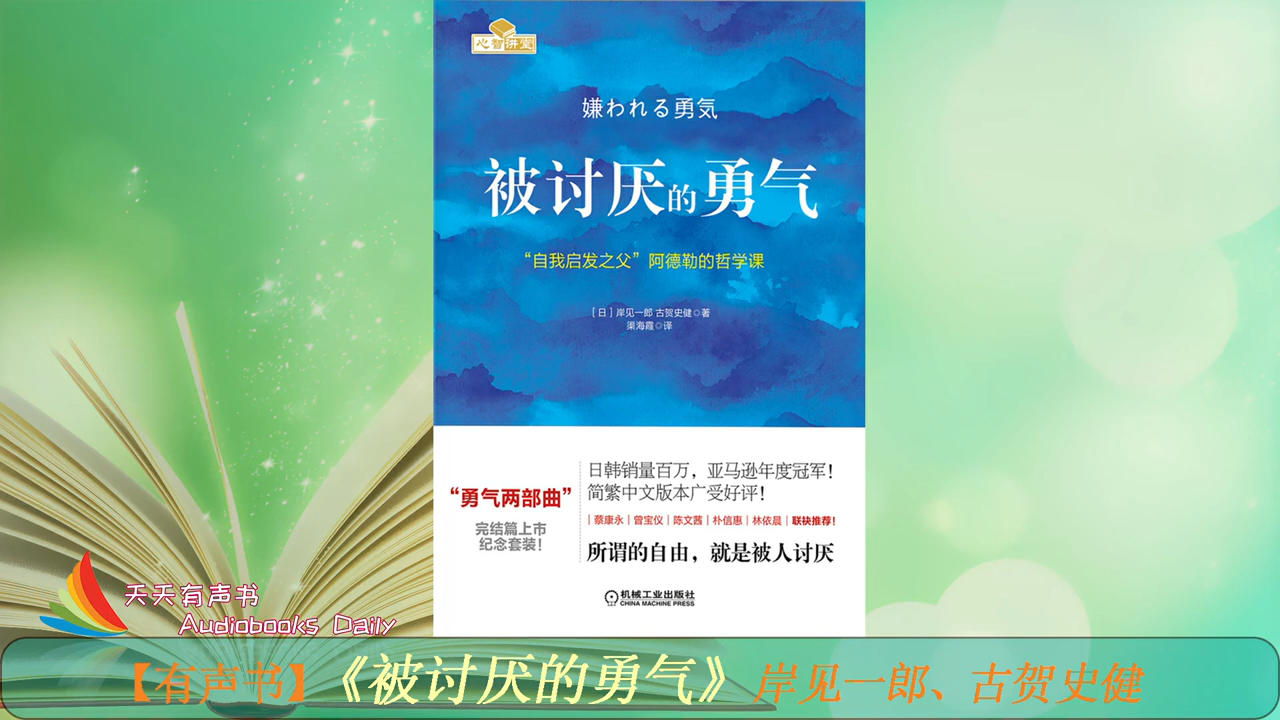 心智讲堂
嫌われる勇気
被讨厌的勇气
“自我启发之父”阿德勒的哲学课
[日]岸见一郎 古贺史健◎著
渠海霞◎译
“勇气两部曲”
完结篇上市
纪念套装!
日韩销量百万，亚马逊年度冠军！
简繁中文版本广受好评！
|蔡康永|曾宝仪|陈文茜|朴信惠|林依晨|联袂推荐!
所谓的自由，就是被人讨厌
机械工业出版社
CHINA MACHINE PRESS
天天有声书
Audiobooks Daily
【有声书】《被讨厌的勇气》岸见一郎、古贺史健